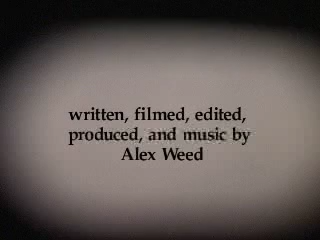 written, filmed, edited,
produced, and music by
Alex Weed